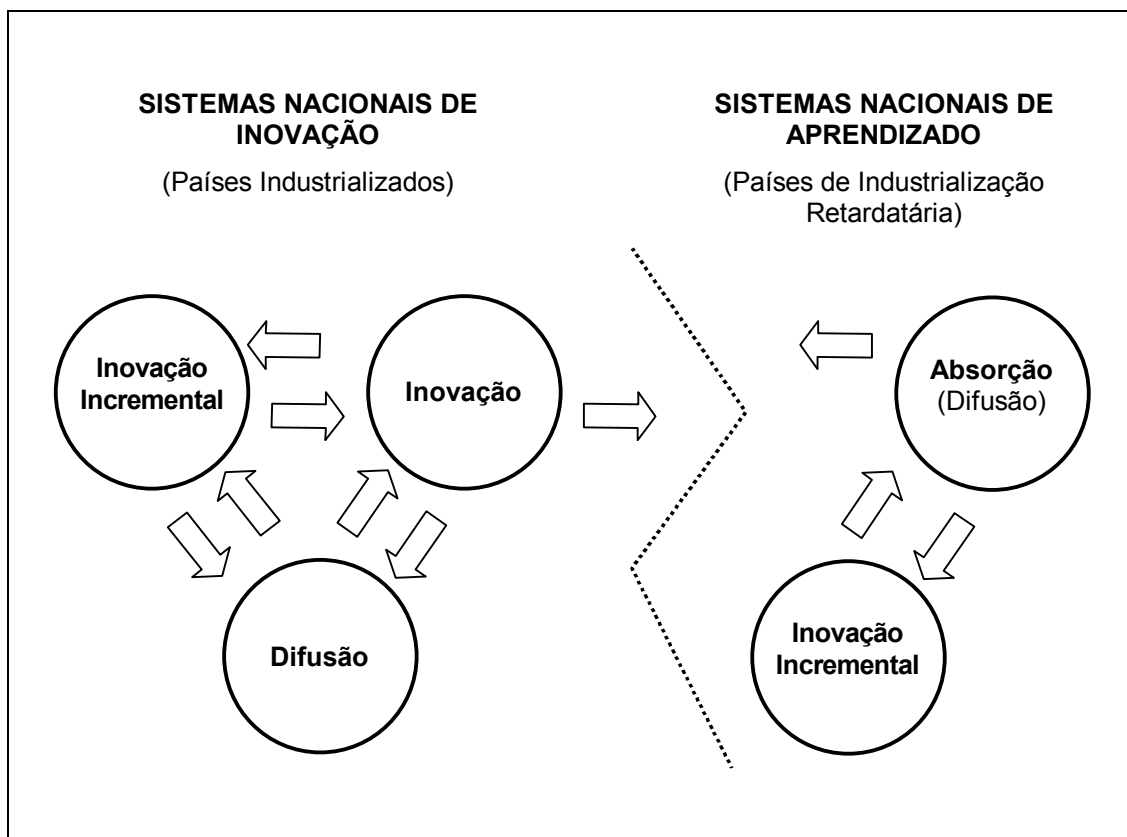 SISTEMAS NACIONAIS DE
INOVAÇÃO
(Países Industrializados)
SISTEMAS NACIONAIS DE
APRENDIZADO
(Países de Industrialização
Retardatária)
Inovação
Incremental
Inovação
Difusão
Absorção
(Difusão)
Inovação
Incremental